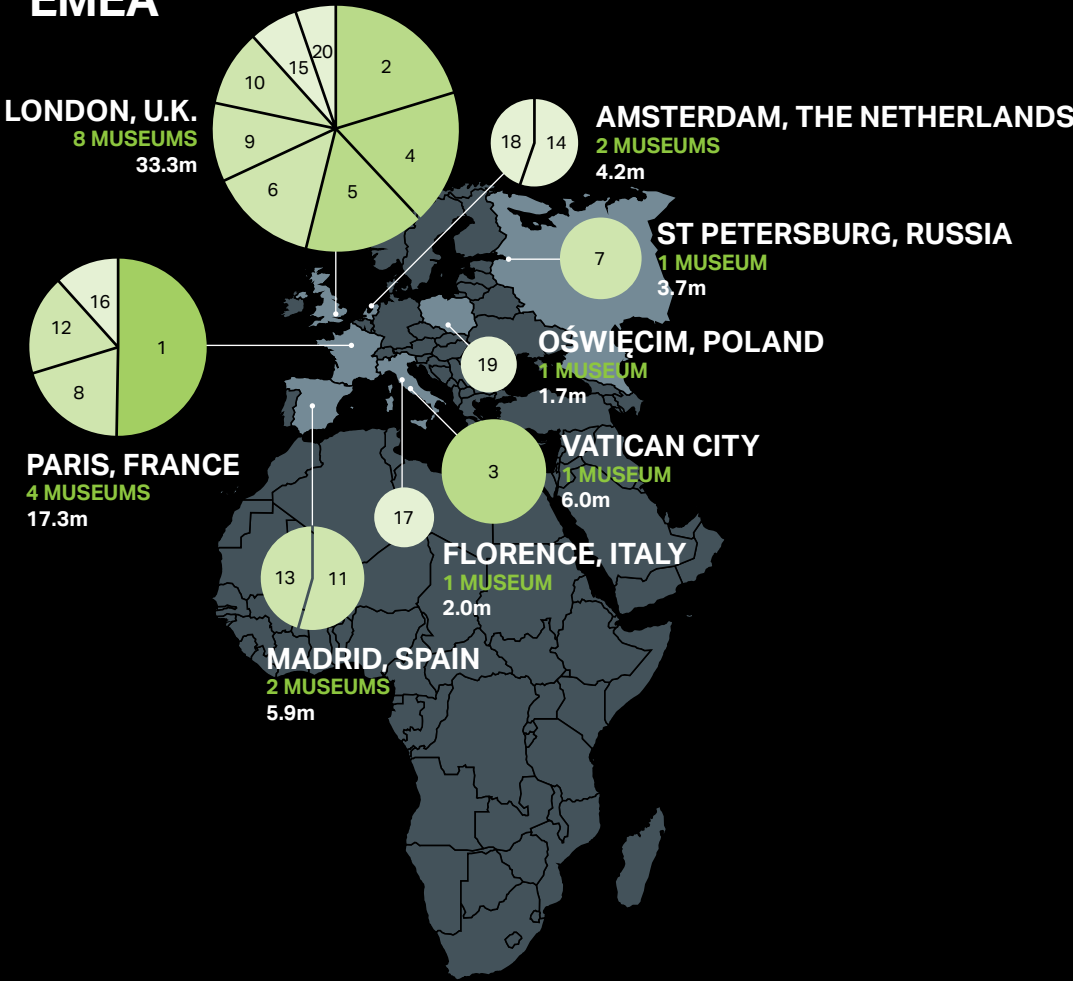 EMEA
LONDON, U.K.
8 MUSEUMS
33.3m
2
4
5
6
9
10
15
20
AMSTERDAM, THE NETHERLANDS
2 MUSEUMS
4.2m
18
14
ST PETERSBURG, RUSSIA
1 MUSEUM
3.7m
7
PARIS, FRANCE
4 MUSEUMS
17.3m
1
8
12
16
OŚWIĘCIM, POLAND
1 MUSEUM
1.7m
19
VATICAN CITY
1 MUSEUM
6.0m
3
FLORENCE, ITALY
1 MUSEUM
2.0m
17
MADRID, SPAIN
2 MUSEUMS
5.9m
13
11